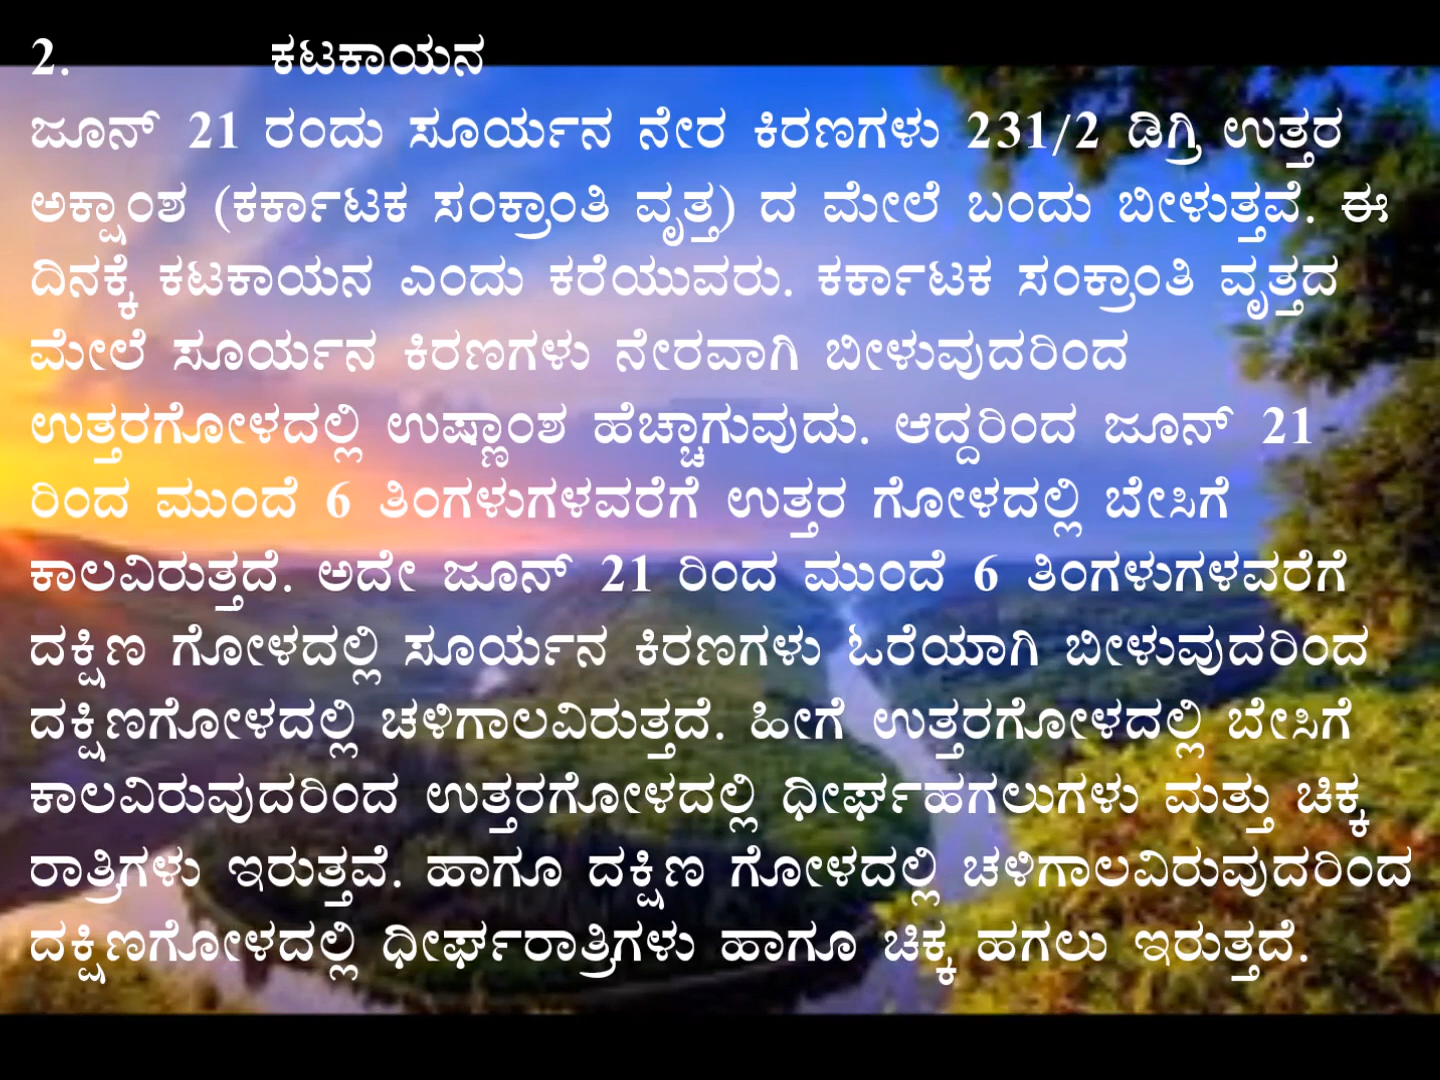 2. ಕಟಕಾಯನ
ಜೂನ್ 21 ರಂದು ಸೂರ್ಯನ ನೇರ ಕಿರಣಗಳು 231/2 ಡಿಗ್ರಿ ಉತ್ತರ
ಅಕ್ಷಾಂಶ (ಕರ್ಕಾಟಕ ಸಂಕ್ರಾಂತಿ ವೃತ್ತ) ದ ಮೇಲೆ ಬಂದು ಬೀಳುತ್ತವೆ. ಈ
ದಿನಕ್ಕೆ ಕಟಕಾಯನ ಎಂದು ಕರೆಯುವರು. ಕರ್ಕಾಟಕ ಸಂಕ್ರಾಂತಿ ವೃತ್ತದ
ಮೇಲೆ ಸೂರ್ಯನ ಕಿರಣಗಳು ನೇರವಾಗಿ ಬೀಳುವುದರಿಂದ
ಉತ್ತರಗೋಳದಲ್ಲಿ ಉಷ್ಣಾಂಶ ಹೆಚ್ಚಾಗುವುದು. ಆದ್ದರಿಂದ ಜೂನ್ 21
ರಿಂದ ಮುಂದೆ 6 ತಿಂಗಳುಗಳವರೆಗೆ ಉತ್ತರ ಗೋಳದಲ್ಲಿ ಬೇಸಿಗೆ
ಕಾಲವಿರುತ್ತದೆ. ಅದೇ ಜೂನ್ 21 ರಿಂದ ಮುಂದೆ 6 ತಿಂಗಳುಗಳವರೆಗೆ
ದಕ್ಷಿಣ ಗೋಳದಲ್ಲಿ ಸೂರ್ಯನ ಕಿರಣಗಳು ಓರೆಯಾಗಿ ಬೀಳುವುದರಿಂದ
ದಕ್ಷಿಣಗೋಳದಲ್ಲಿ ಚಳಿಗಾಲವಿರುತ್ತದೆ. ಹೀಗೆ ಉತ್ತರಗೋಳದಲ್ಲಿ ಬೇಸಿಗೆ
ಕಾಲವಿರುವುದರಿಂದ ಉತ್ತರಗೋಳದಲ್ಲಿ ಧೀರ್ಘಹಗಲುಗಳು ಮತ್ತು ಚಿಕ್ಕ
ರಾತ್ರಿಗಳು ಇರುತ್ತವೆ. ಹಾಗೂ ದಕ್ಷಿಣ ಗೋಳದಲ್ಲಿ ಚಳಿಗಾಲವಿರುವುದರಿಂದ
ದಕ್ಷಿಣಗೋಳದಲ್ಲಿ ಧೀರ್ಘರಾತ್ರಿಗಳು ಹಾಗೂ ಚಿಕ್ಕ ಹಗಲು ಇರುತ್ತದೆ.